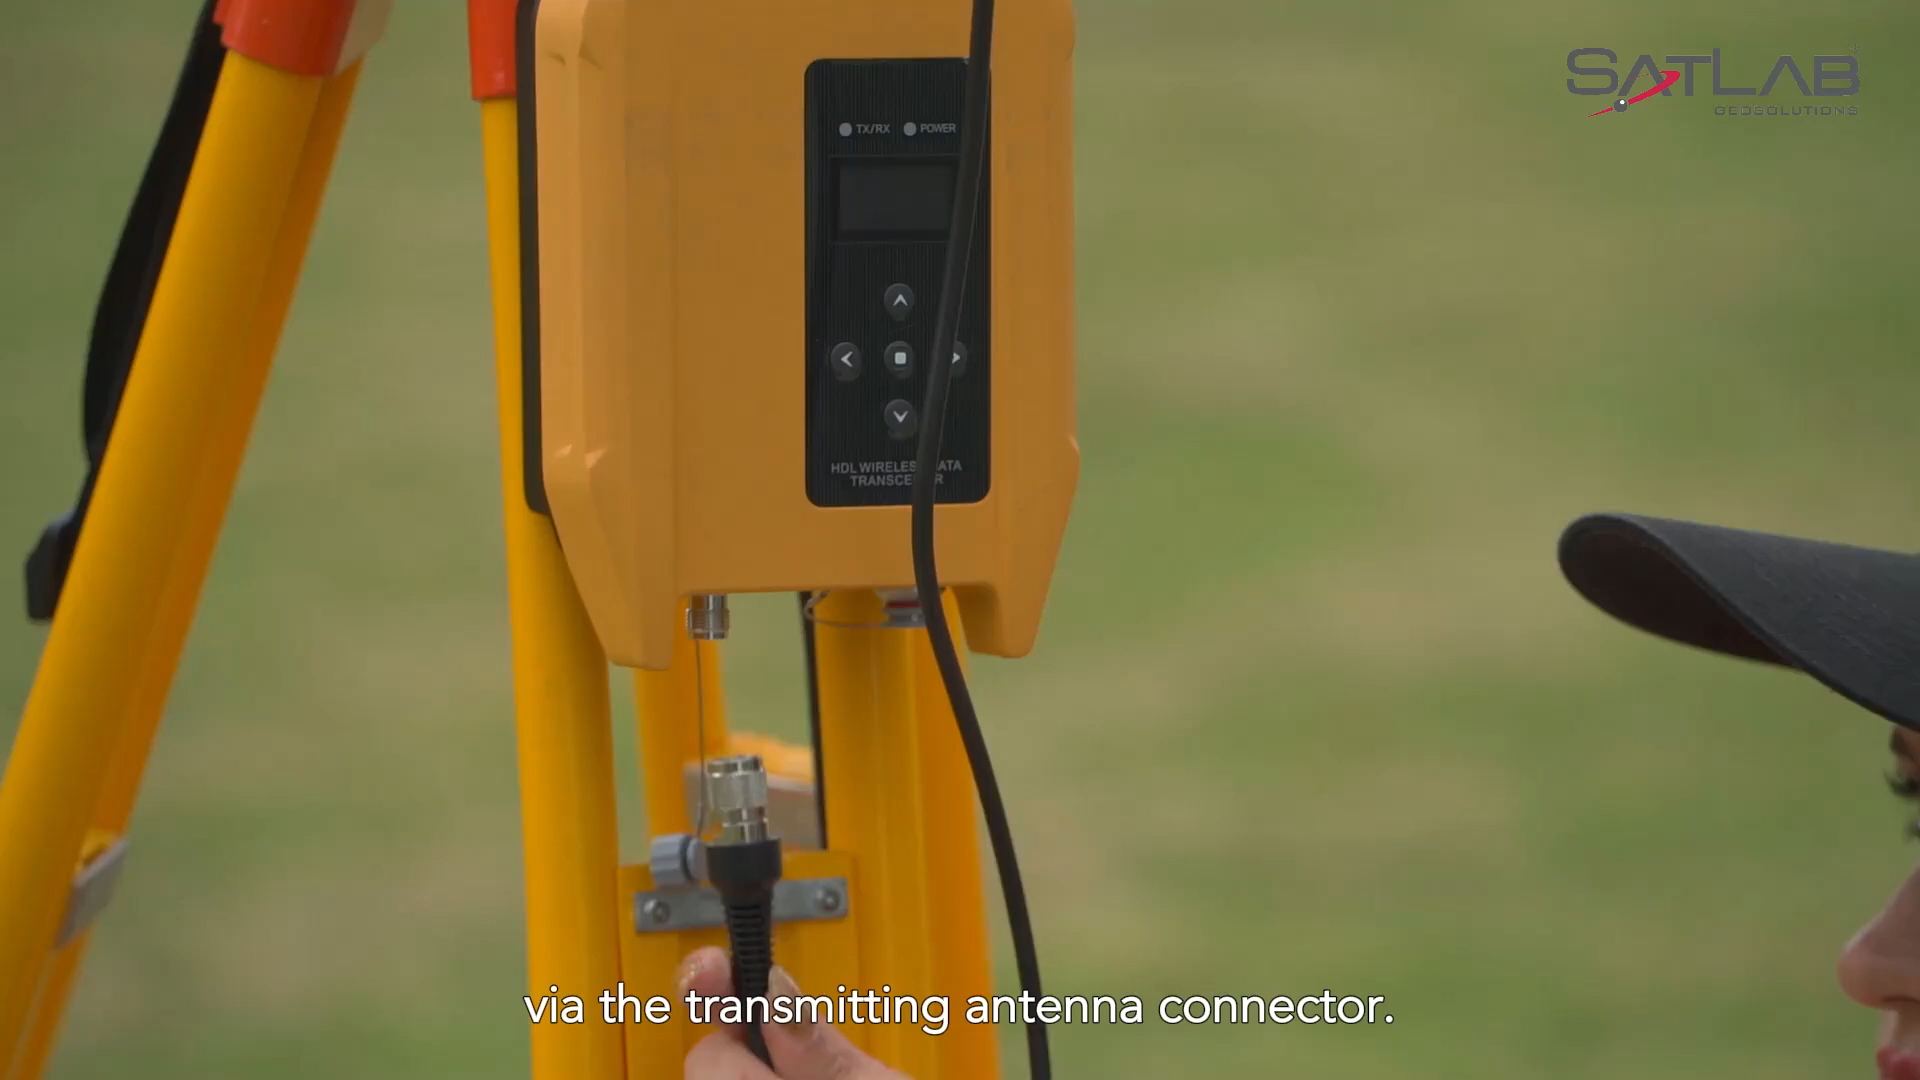 SATLAB
GEOSOLUTIONS
TX/RX POWER
HDL WIRELES ATA
TRANSCE R
via the transmitting antenna connector.